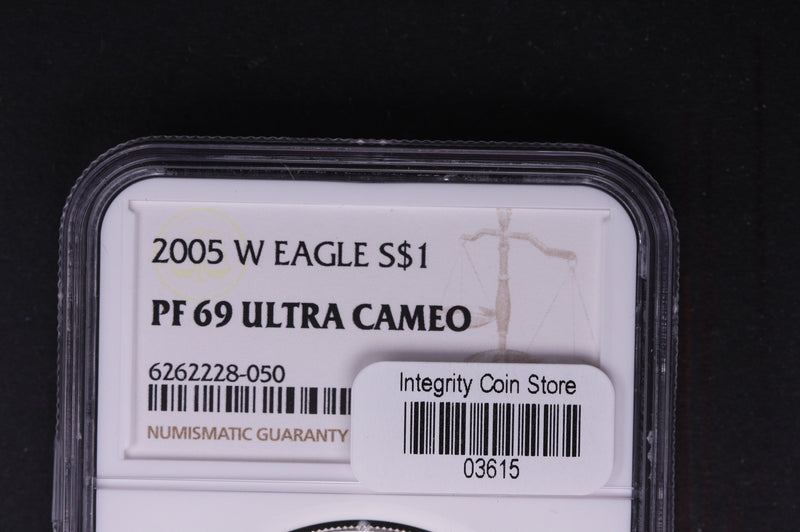 2005 W EAGLE S$1
PF 69 ULTRA CAMEO
6262228-050
NUMISMATIC GUARANTY
Integrity Coin Store
03615